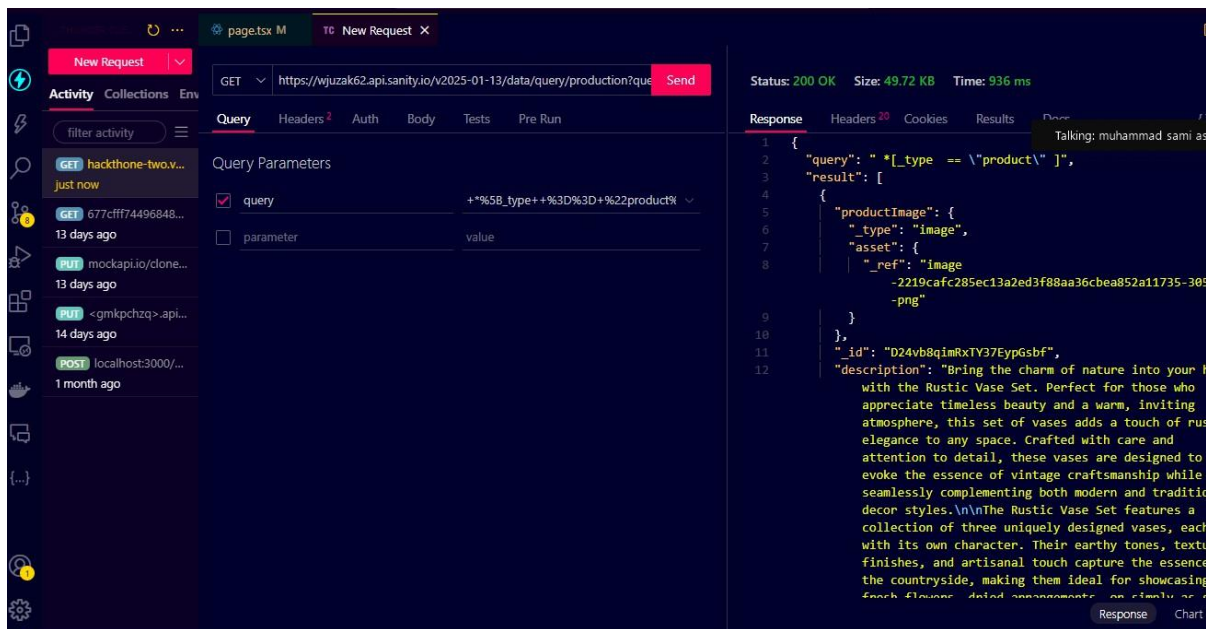 page.tsx M
TC New Request ×
New Request
Activity Collections Env
filter activity
GET hackthone-two.v...
just now
GET 677cfff74496848...
13 days ago
PUT mockapi.io/clone...
13 days ago
PUT <gmkpchzq>.api...
14 days ago
POST localhost:3000/...
1 month ago
8
1
{...}
GET https://wjuzak62.api.sanity.io/v2025-01-13/data/query/production?que Send
Query Headers 2 Auth Body Tests Pre Run
Query Parameters
query +*%5B_type++%3D%3D+%22product%
parameter value
Status: 200 OK Size: 49.72 KB Time: 936 ms
Response Headers 20 Cookies Results Docs
Talking: muhammad sami as
1 {
2 "query": " *[_type == \"product\" ]",
3 "result": [
4 {
5 "productImage": {
6 "_type": "image",
7 "asset": {
8 "_ref": "image
-2219cafc285ec13a2ed3f88aa36cbea852a11735-305
-png"
9 }
10 },
11 "_id": "D24vb8qimRxTY37EypGsbf",
12 "description": "Bring the charm of nature into your h
with the Rustic Vase Set. Perfect for those who
appreciate timeless beauty and a warm, inviting
atmosphere, this set of vases adds a touch of rus
elegance to any space. Crafted with care and
attention to detail, these vases are designed to
evoke the essence of vintage craftsmanship while
seamlessly complementing both modern and traditio
decor styles.\n\nThe Rustic Vase Set features a
collection of three uniquely designed vases, each
with its own character. Their earthy tones, textu
finishes, and artisanal touch capture the essence
the countryside, making them ideal for showcasing
fresh flowers, dried arrangements, or simply as
Response Chart